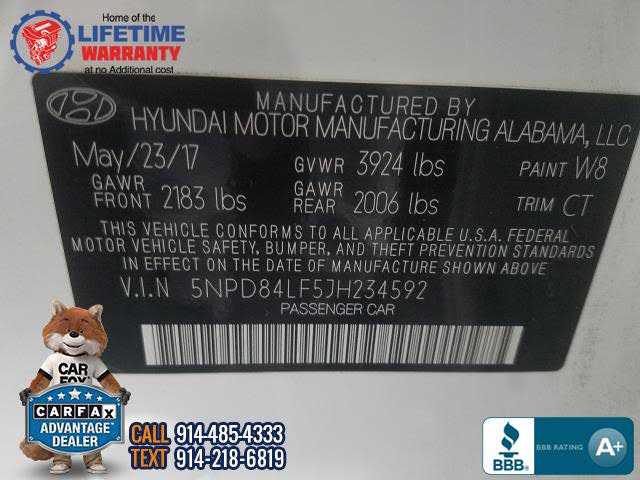 Home of the
LIFETIME
WARRANTY
at no Additional cost
MANUFACTURED BY
HYUNDAI MOTOR MANUFACTURING ALABAMA, LLC
May/23/17 GVWR 3924 lbs PAINT W8
GAWR FRONT 2183 lbs GAWR REAR 2006 lbs TRIM CT
THIS VEHICLE CONFORMS TO ALL APPLICABLE U.S.A. FEDERAL
MOTOR VEHICLE SAFETY, BUMPER, AND THEFT PREVENTION STANDARDS
IN EFFECT ON THE DATE OF MANUFACTURE SHOWN ABOVE
V.I.N 5NPD84LF5JH234592
PASSENGER CAR
CAR
FOX
CARFAX
ADVANTAGE
DEALER
CALL 914-485-4333
TEXT 914-218-6819
BBB.
BBB RATING A+